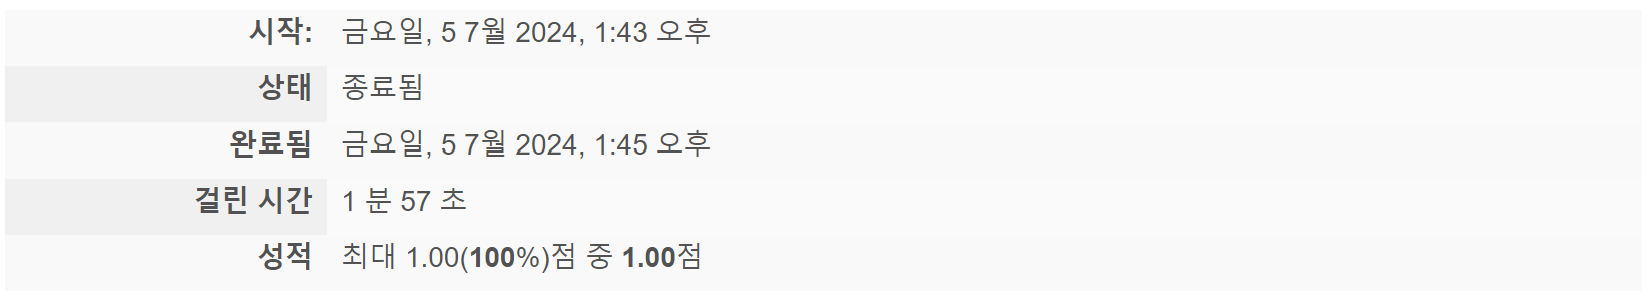 시작: 금요일, 5 7월 2024, 1:43 오후
상태 종료됨
완료됨 금요일, 5 7월 2024, 1:45 오후
걸린 시간 1 분 57 초
성적 최대 1.00(100%)점 중 1.00점